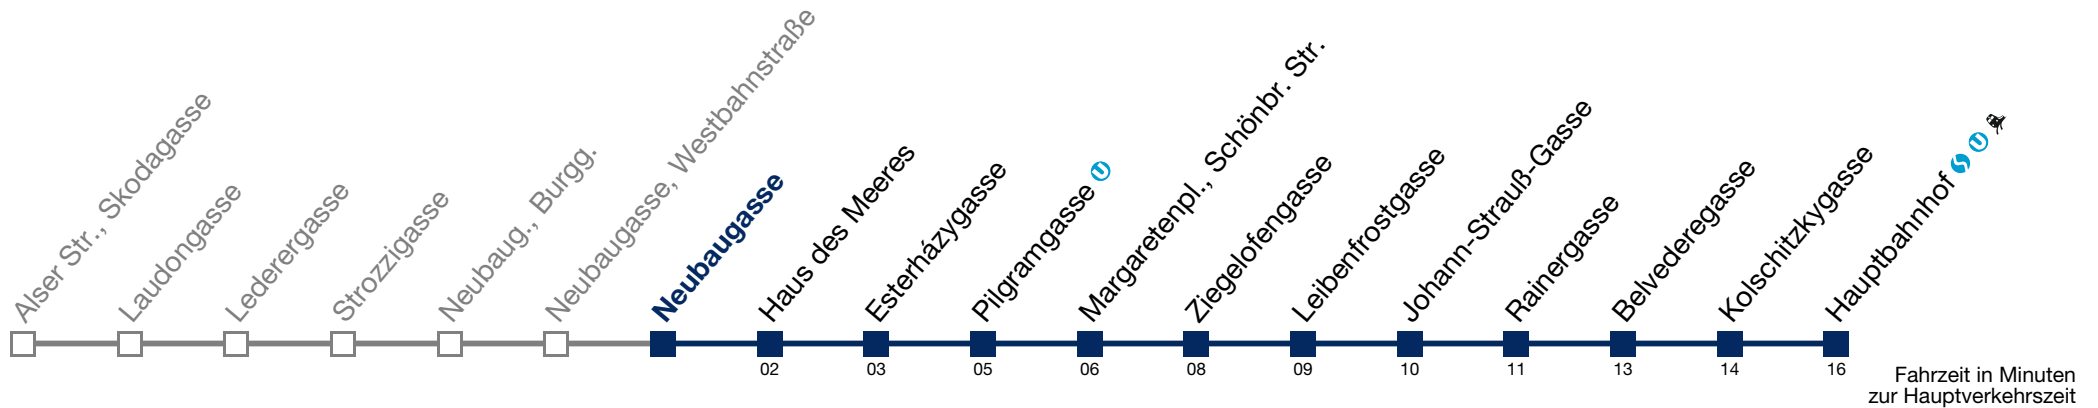 Alser Str., Skodagasse
Laudongasse
Lederergasse
Strozzigasse
Neubaug., Burgg.
Neubaugasse, Westbahnstraße
Neubaugasse
Haus des Meeres
Esterházygasse
Pilgramgasse U
Margaretenpl., Schönbr. Str.
Ziegelofengasse
Leibenfrostgasse
Johann-Strauß-Gasse
Rainergasse
Belvederegasse
Kolschitzkygasse
Hauptbahnhof S U
02 03 05 06 08 09 10 11 13 14 16
Fahrzeit in Minuten
zur Hauptverkehrszeit